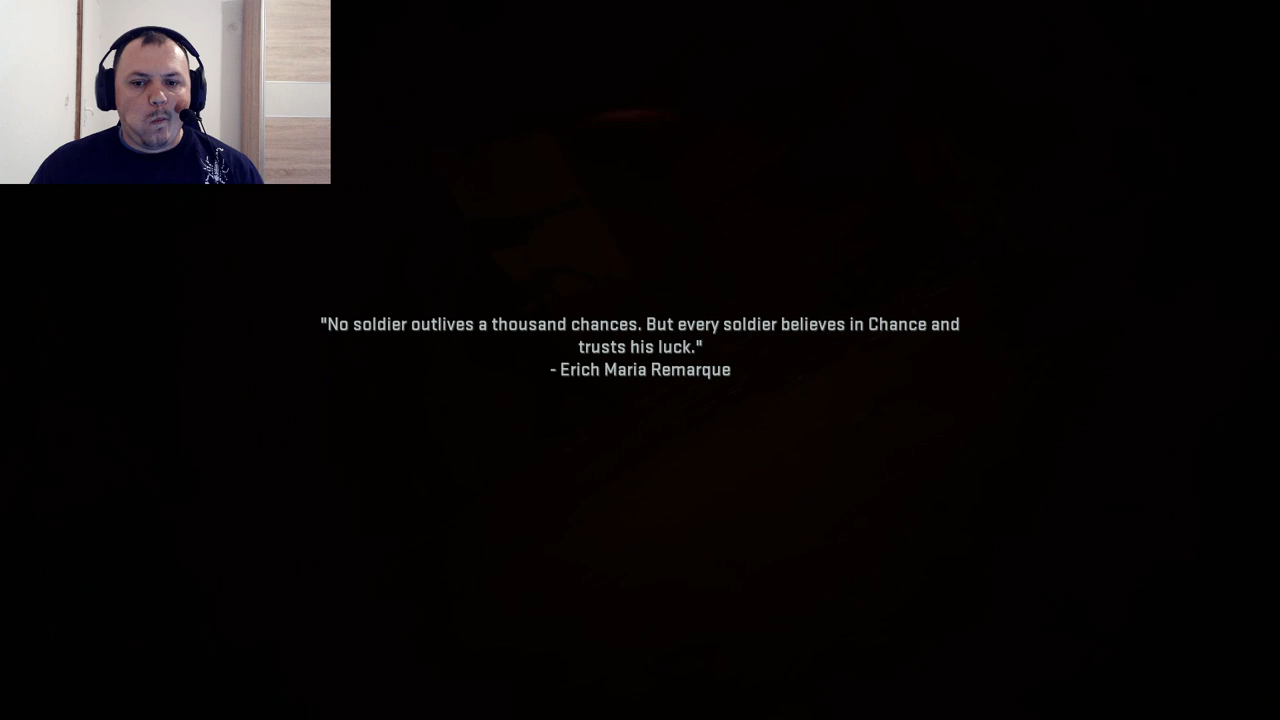 "No soldier outlives a thousand chances. But every soldier believes in Chance and
trusts his luck."
- Erich Maria Remarque